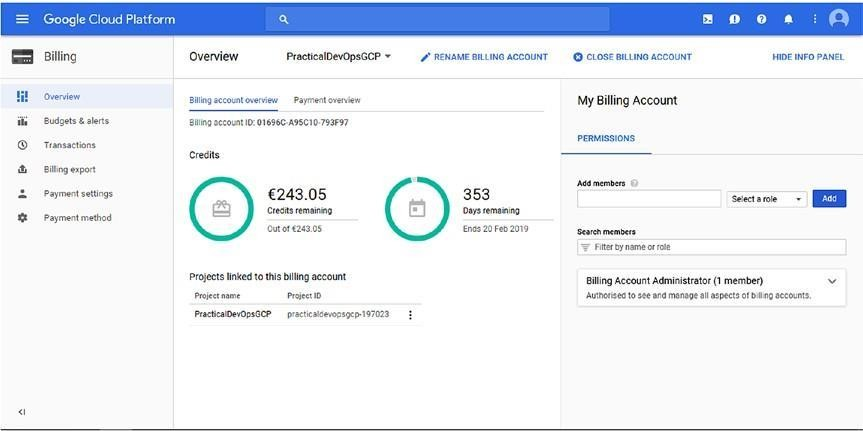 Google Cloud Platform
Billing
Overview
PracticalDevOpsGCP
RENAME BILLING ACCOUNT
CLOSE BILLING ACCOUNT
HIDE INFO PANEL
Overview
Budgets & alerts
Transactions
Billing export
Payment settings
Payment method
Billing account overview
Payment overview
Billing account ID: 01696C-A95C10-793F97
Credits
€243.05
Credits remaining
Out of €243.05
353
Days remaining
Ends 20 Feb 2019
Projects linked to this billing account
Project name Project ID
PracticalDevOpsGCP practicaldevopsgcp-197023
My Billing Account
PERMISSIONS
Add members
Select a role
Add
Search members
Filter by name or role
Billing Account Administrator (1 member)
Authorised to see and manage all aspects of billing accounts.